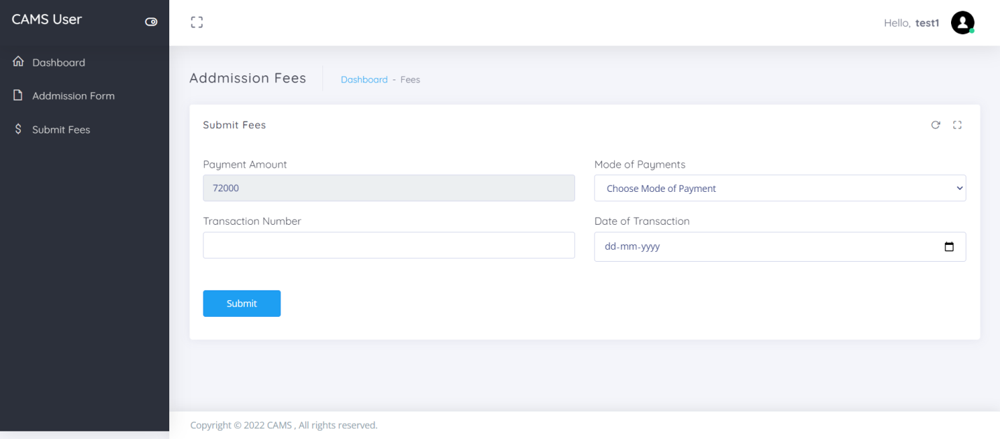 CAMS User
Hello, test1
Dashboard
Addmission Form
Submit Fees
Addmission Fees
Dashboard - Fees
Submit Fees
Payment Amount
Mode of Payments
72000
Choose Mode of Payment
Transaction Number
Date of Transaction
dd-mm-yyyy
Submit
Copyright © 2022 CAMS , All rights reserved.